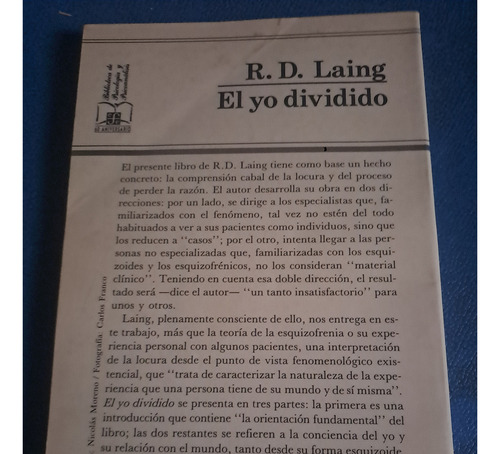 Biblioteca de
Psicología y
Psicoanálisis
R. D. Laing
El yo dividido
El presente libro de R.D. Laing tiene como base un hecho
concreto: la comprensión cabal de la locura y del proceso
de perder la razón. El autor desarrolla su obra en dos di-
recciones: por un lado, se dirige a los especialistas que, fa-
miliarizados con el fenómeno, tal vez no estén del todo
habituados a ver a sus pacientes como individuos, sino que
los reducen a "casos"; por el otro, intenta llegar a las per-
sonas no especializadas que, familiarizadas con los esqui-
zoides y los esquizofrénicos, no los consideran "material
clínico". Teniendo en cuenta esa doble dirección, el resul-
tado será —dice el autor— "un tanto insatisfactorio" para
unos y otros.
Laing, plenamente consciente de ello, nos entrega en es-
te trabajo, más que la teoría de la esquizofrenia o su expe-
riencia personal con algunos pacientes, una interpretación
de la locura desde el punto de vista fenomenológico exis-
tencial, que "trata de caracterizar la naturaleza de la expe-
riencia que una persona tiene de su mundo y de sí misma".
El yo dividido se presenta en tres partes: la primera es una
introducción que contiene "la orientación fundamental" del
libro; las dos restantes se refieren a la conciencia del yo y
su relación con el mundo, tanto desde su forma esquizoide
Nicolás Moreno / Fotografía: Carlos Franco